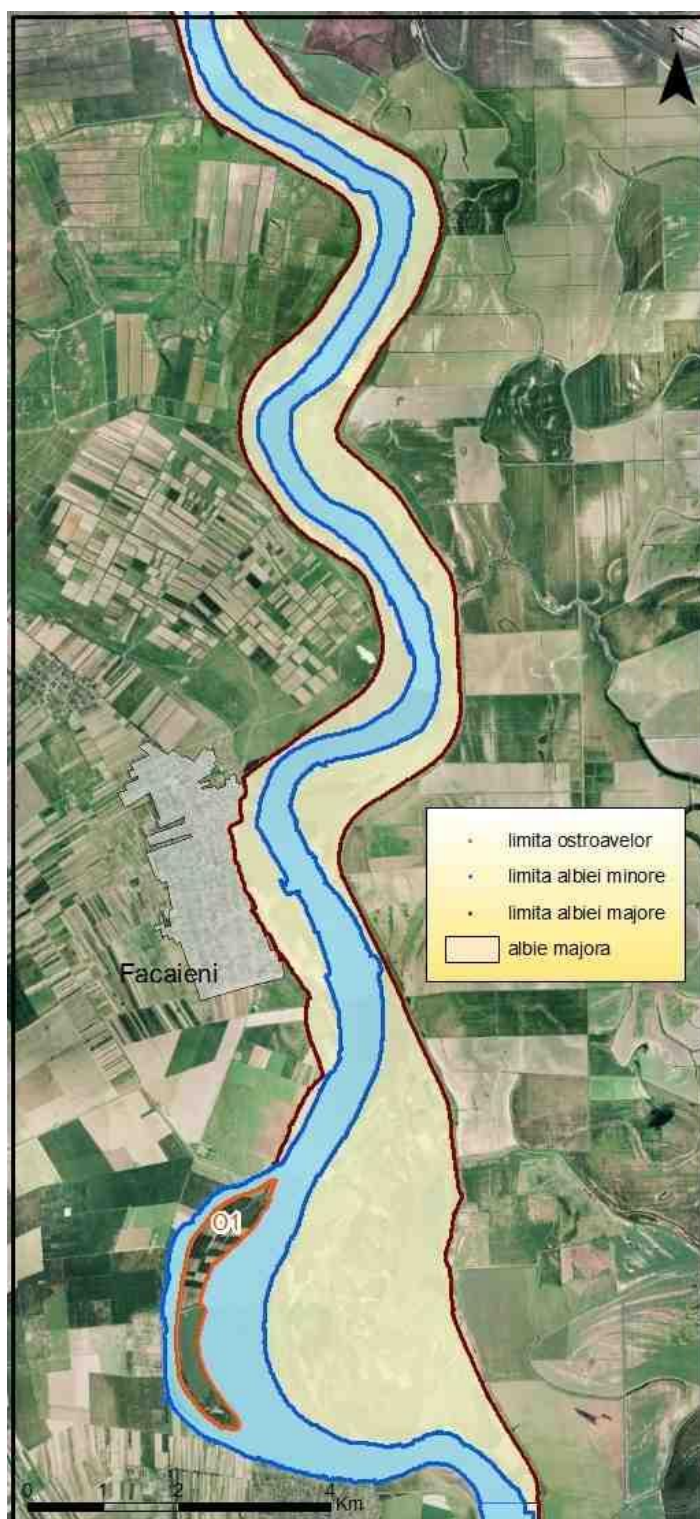 N
limita ostroavelor
limita albiei minore
limita albiei majore
albie majora
Facaieni
O1
0 1 2 4
Km